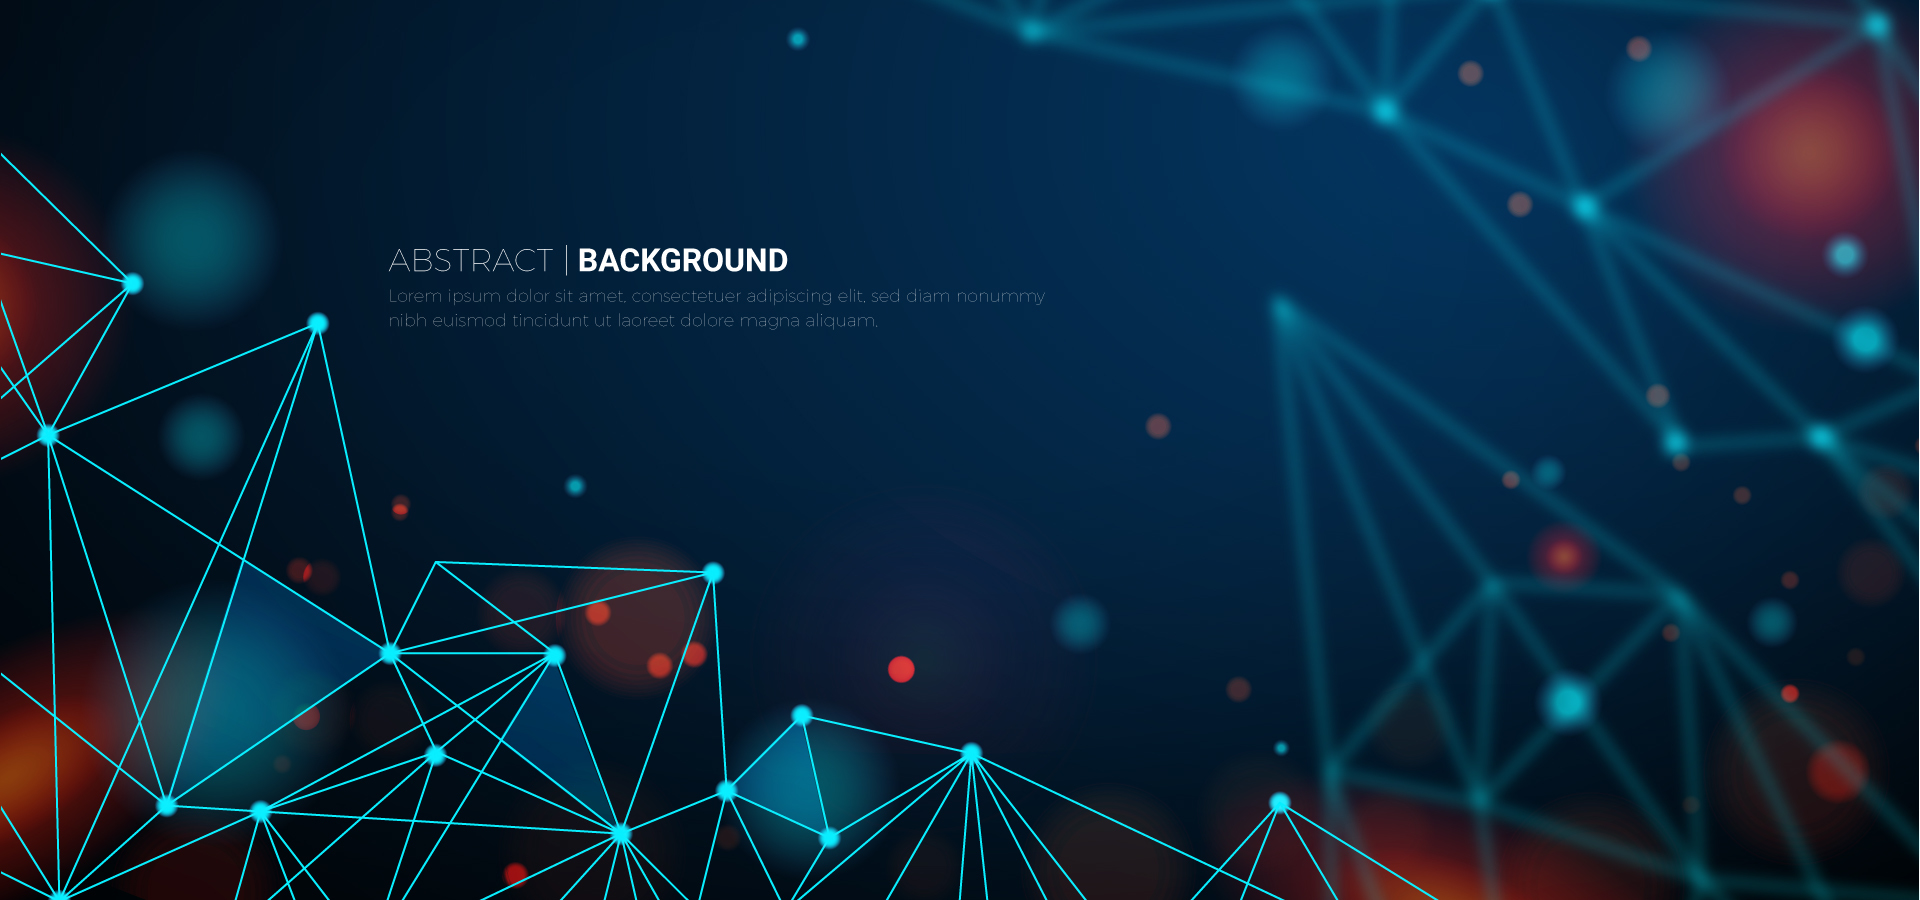 ABSTRACT | BACKGROUND
Lorem ipsum dolor sit amet, consectetuer adipiscing elit, sed diam nonummy
nibh euismod tincidunt ut laoreet dolore magna aliquam.